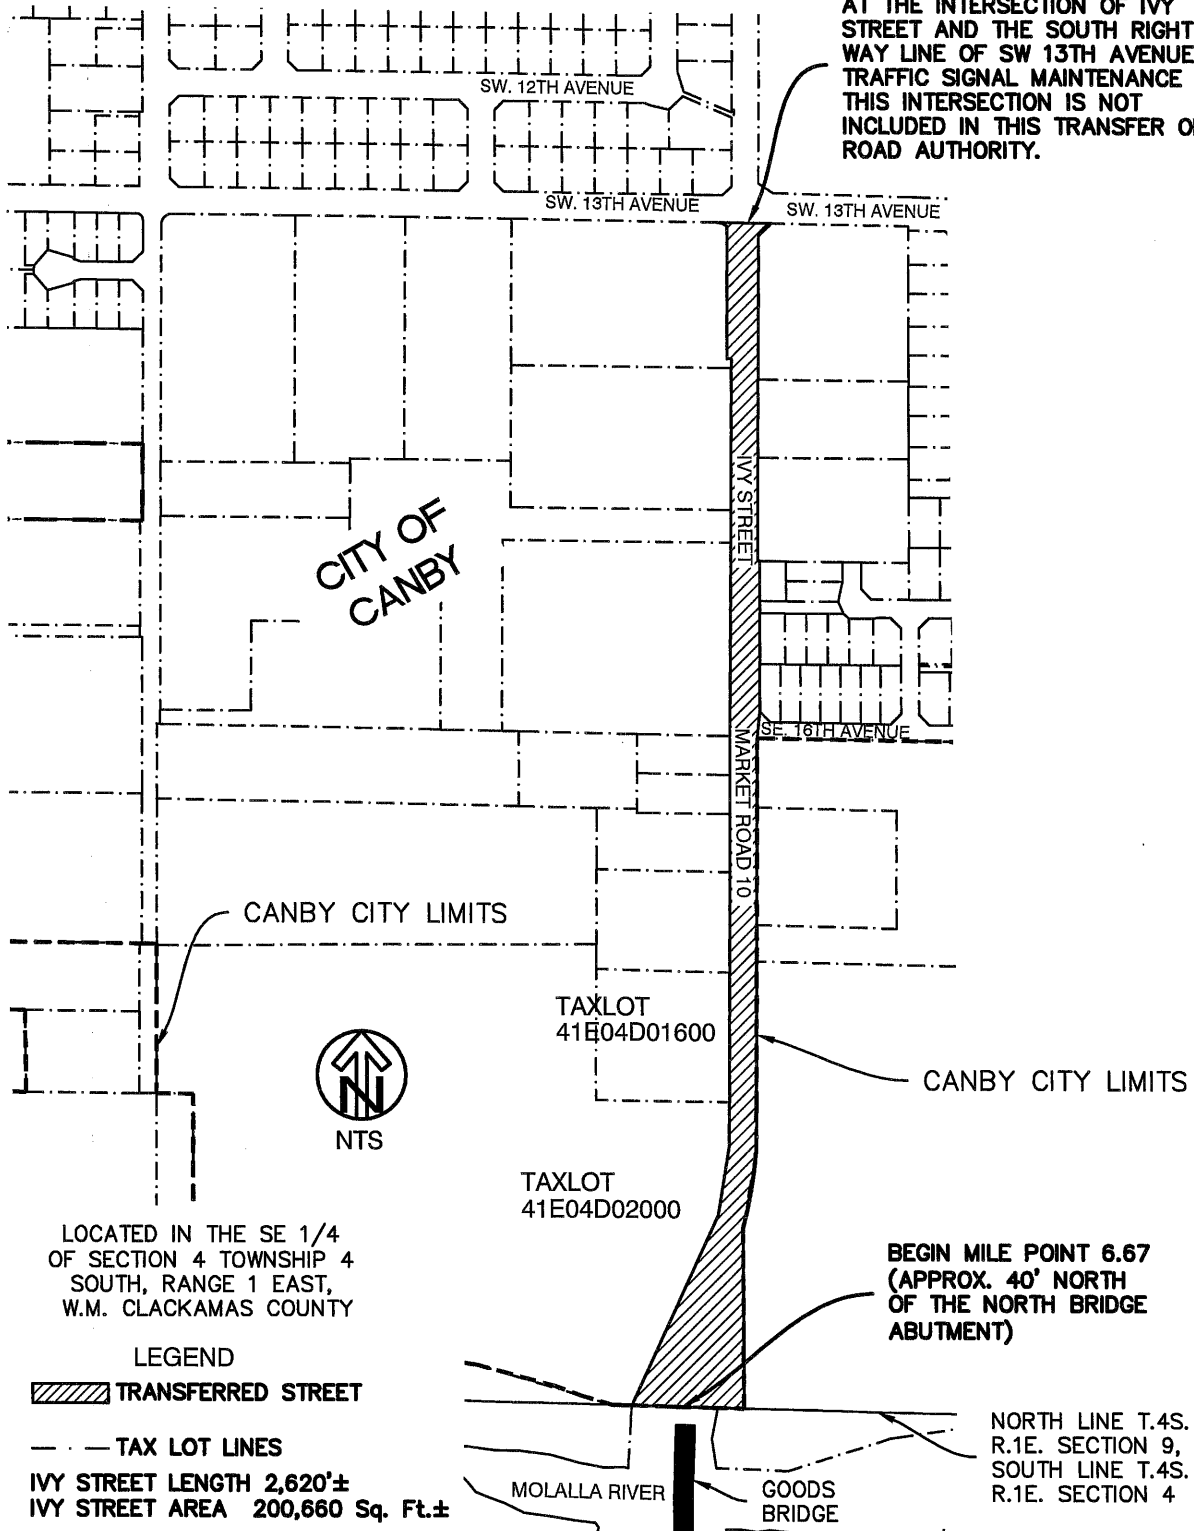 AT THE INTERSECTION OF IVY
STREET AND THE SOUTH RIGHT
WAY LINE OF SW 13TH AVENUE
TRAFFIC SIGNAL MAINTENANCE
THIS INTERSECTION IS NOT
INCLUDED IN THIS TRANSFER OF
ROAD AUTHORITY.
SW. 12TH AVENUE
SW. 13TH AVENUE
SW. 13TH AVENUE
IVY STREET
CITY OF
CANBY
SE. 16TH AVENUE
MARKET ROAD 10
CANBY CITY LIMITS
TAXLOT
41E04D01600
CANBY CITY LIMITS
N
NTS
TAXLOT
41E04D02000
LOCATED IN THE SE 1/4
OF SECTION 4 TOWNSHIP 4
SOUTH, RANGE 1 EAST,
W.M. CLACKAMAS COUNTY
BEGIN MILE POINT 6.67
(APPROX. 40' NORTH
OF THE NORTH BRIDGE
ABUTMENT)
LEGEND
TRANSFERRED STREET
TAX LOT LINES
IVY STREET LENGTH 2,620'±
IVY STREET AREA 200,660 Sq. Ft.±
MOLALLA RIVER
GOODS
BRIDGE
NORTH LINE T.4S.
R.1E. SECTION 9,
SOUTH LINE T.4S.
R.1E. SECTION 4